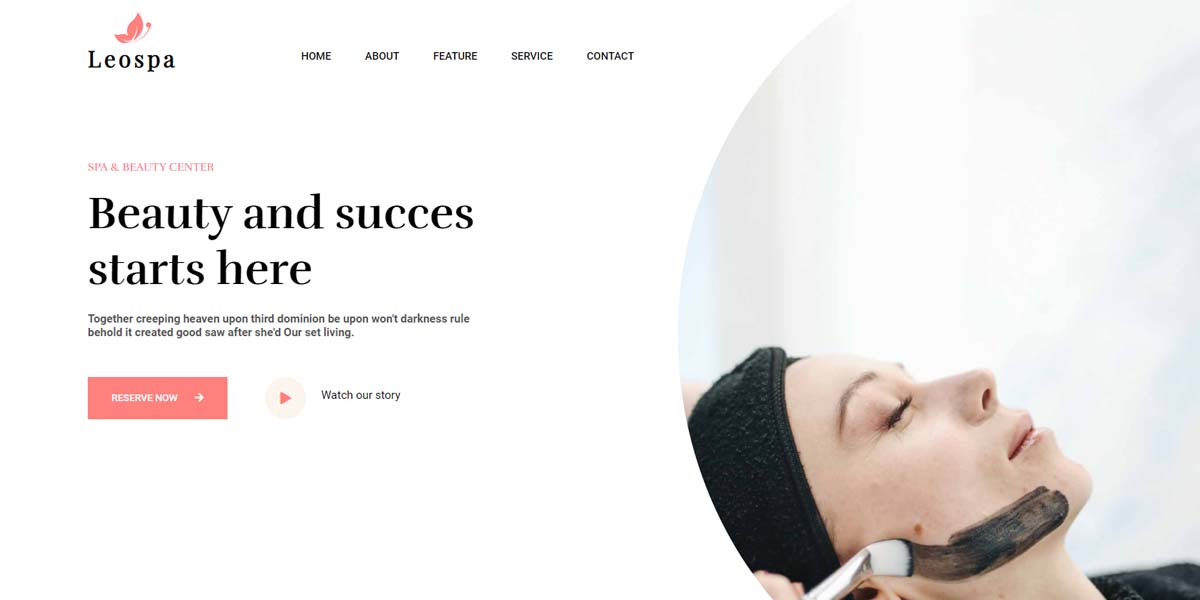 Leospa
HOME ABOUT FEATURE SERVICE CONTACT
SPA & BEAUTY CENTER
Beauty and succes
starts here
Together creeping heaven upon third dominion be upon won't darkness rule
behold it created good saw after she'd Our set living.
RESERVE NOW
Watch our story